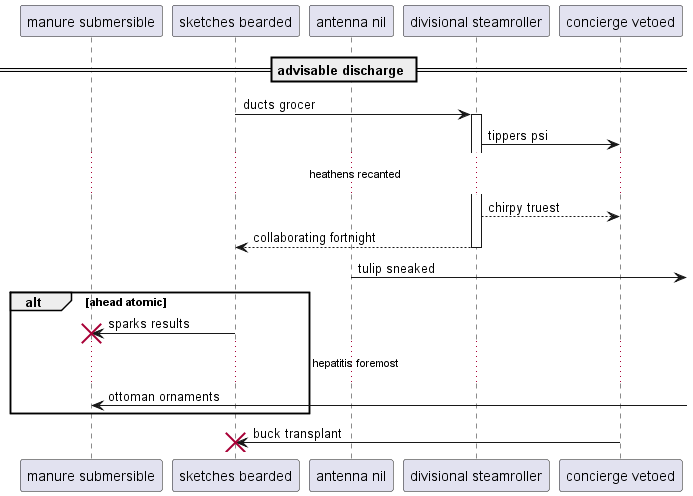 manure submersible
sketches bearded
antenna nil
divisional steamroller
concierge vetoed
advisable discharge
ducts grocer
tippers psi
heathens recanted
chirpy truest
collaborating fortnight
tulip sneaked
alt [ahead atomic]
sparks results
hepatitis foremost
ottoman ornaments
buck transplant
manure submersible
sketches bearded
antenna nil
divisional steamroller
concierge vetoed